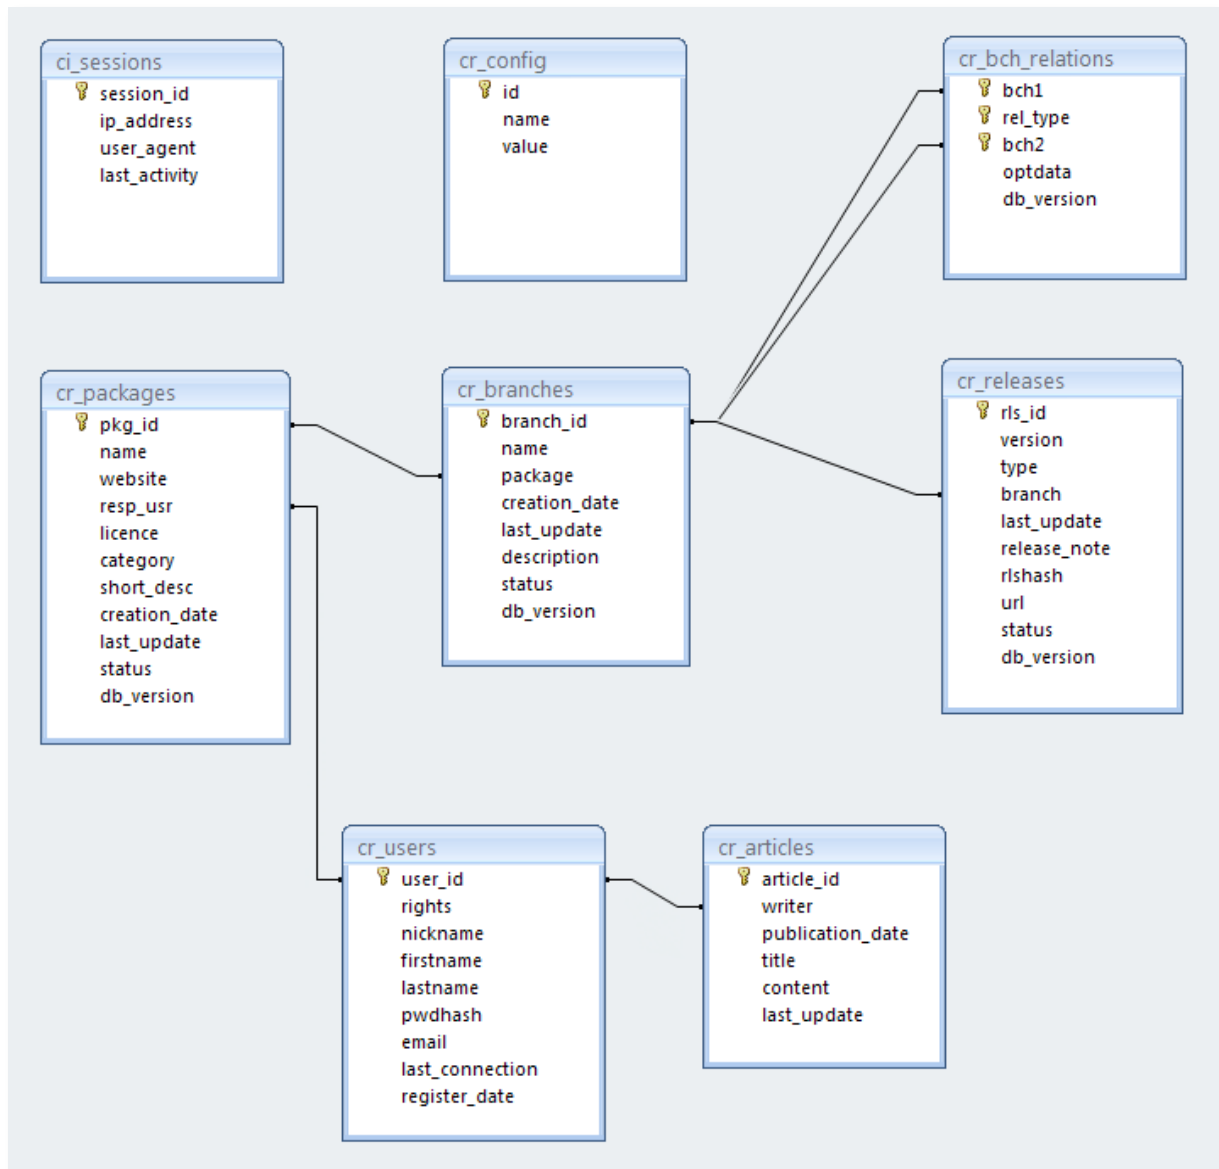 ci_sessions
session_id
ip_address
user_agent
last_activity
cr_config
id
name
value
cr_bch_relations
bch1
rel_type
bch2
optdata
db_version
cr_packages
pkg_id
name
website
resp_usr
licence
category
short_desc
creation_date
last_update
status
db_version
cr_branches
branch_id
name
package
creation_date
last_update
description
status
db_version
cr_releases
rls_id
version
type
branch
last_update
release_note
rlshash
url
status
db_version
cr_users
user_id
rights
nickname
firstname
lastname
pwdhash
email
last_connection
register_date
cr_articles
article_id
writer
publication_date
title
content
last_update